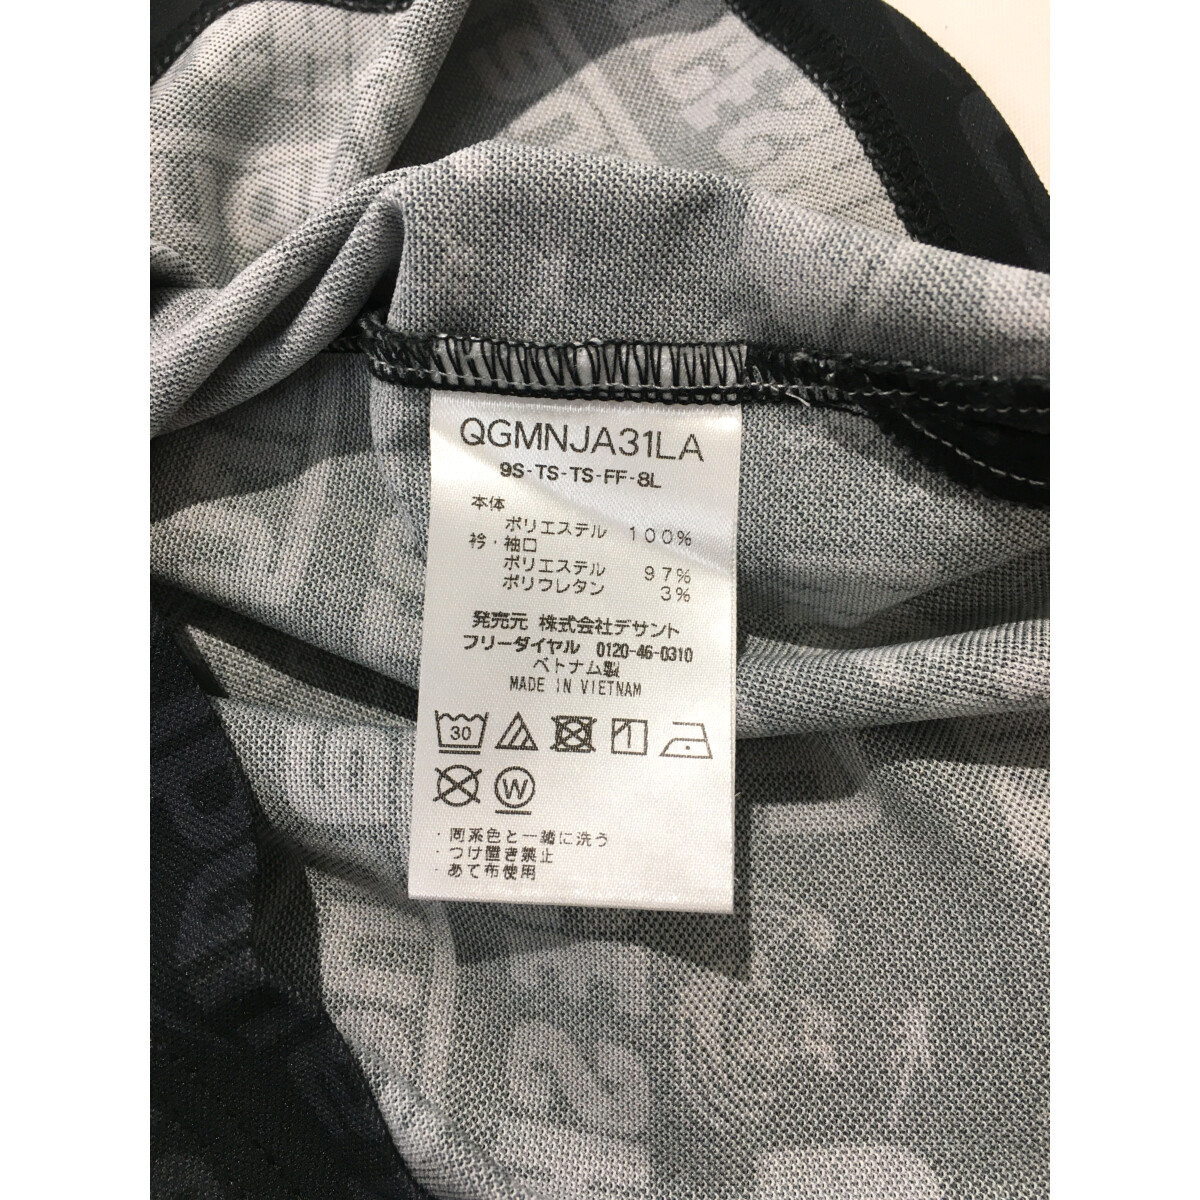 QGMNJA31LA
9S-TS-TS-FF-8L
本体
ポリエステル 100%
衿・袖口
ポリエステル 97%
ポリウレタン 3%
発売元 株式会社デサント
フリーダイヤル 0120-46-0310
ベトナム製
MADE IN VIETNAM
30
W
・同系色と一緒に洗う
・つけ置き禁止
・あて布使用